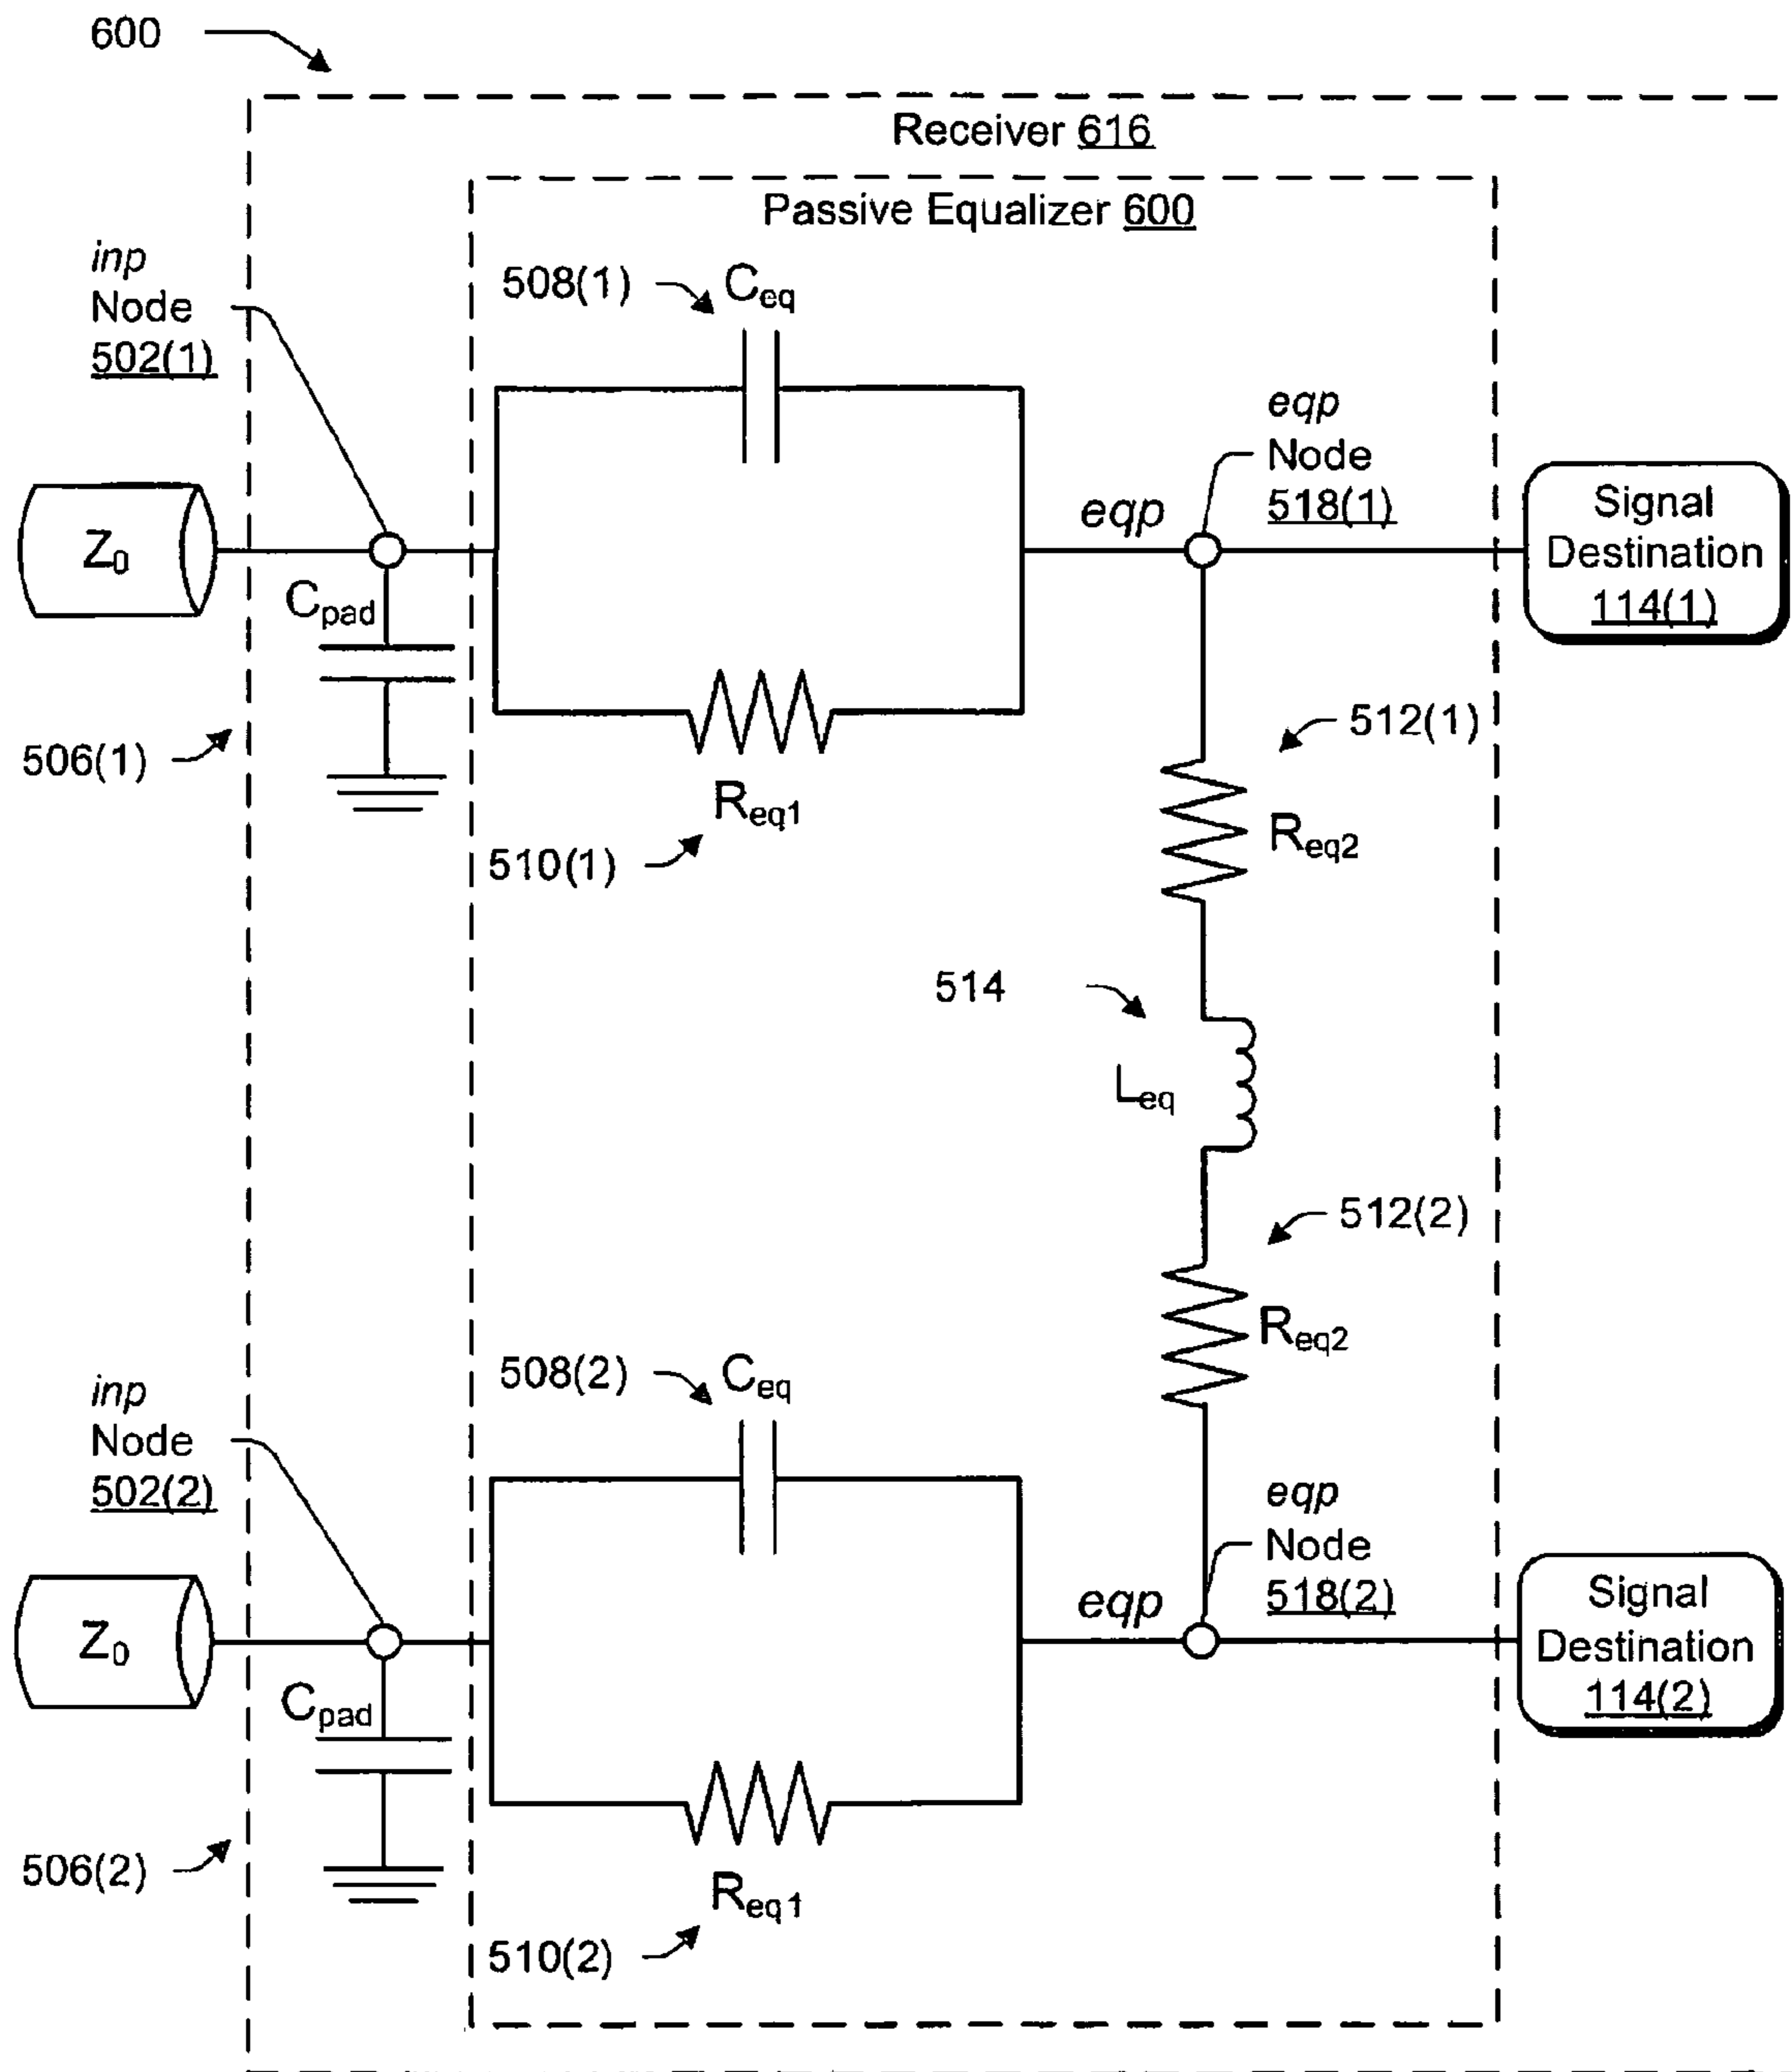 600
Receiver 616
Passive Equalizer 600
inp
Node
502(1)
508(1)
Ceq
eqp
Node
518(1)
eqp
Z0
Signal
Destination
114(1)
Cpad
506(1)
Req1
510(1)
512(1)
Req2
514
Leq
512(2)
Req2
inp
Node
502(2)
508(2)
Ceq
eqp
Node
518(2)
eqp
Z0
Signal
Destination
114(2)
Cpad
506(2)
Req1
510(2)